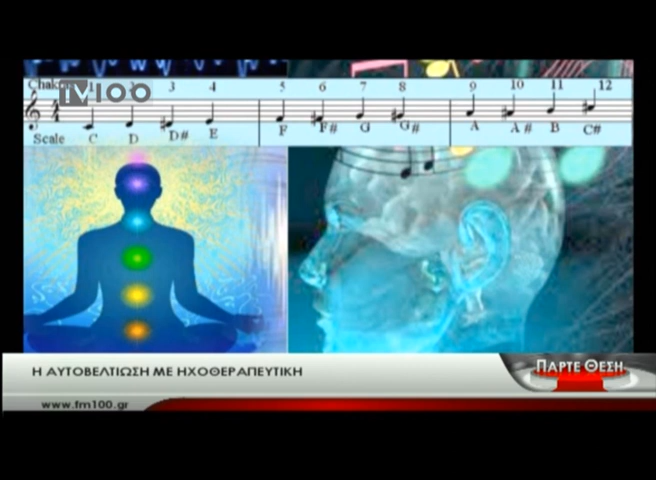 Chak
TV100
1 2 3 4 5 6 7 8 9 10 11 12
Scale C D D# E F F# G G# A A# B C#
Η ΑΥΤΟΒΕΛΤΙΩΣΗ ΜΕ ΗΧΟΘΕΡΑΠΕΥΤΙΚΗ
ΠΑΡΤΕ ΘΕΣΗ
www.fm100.gr